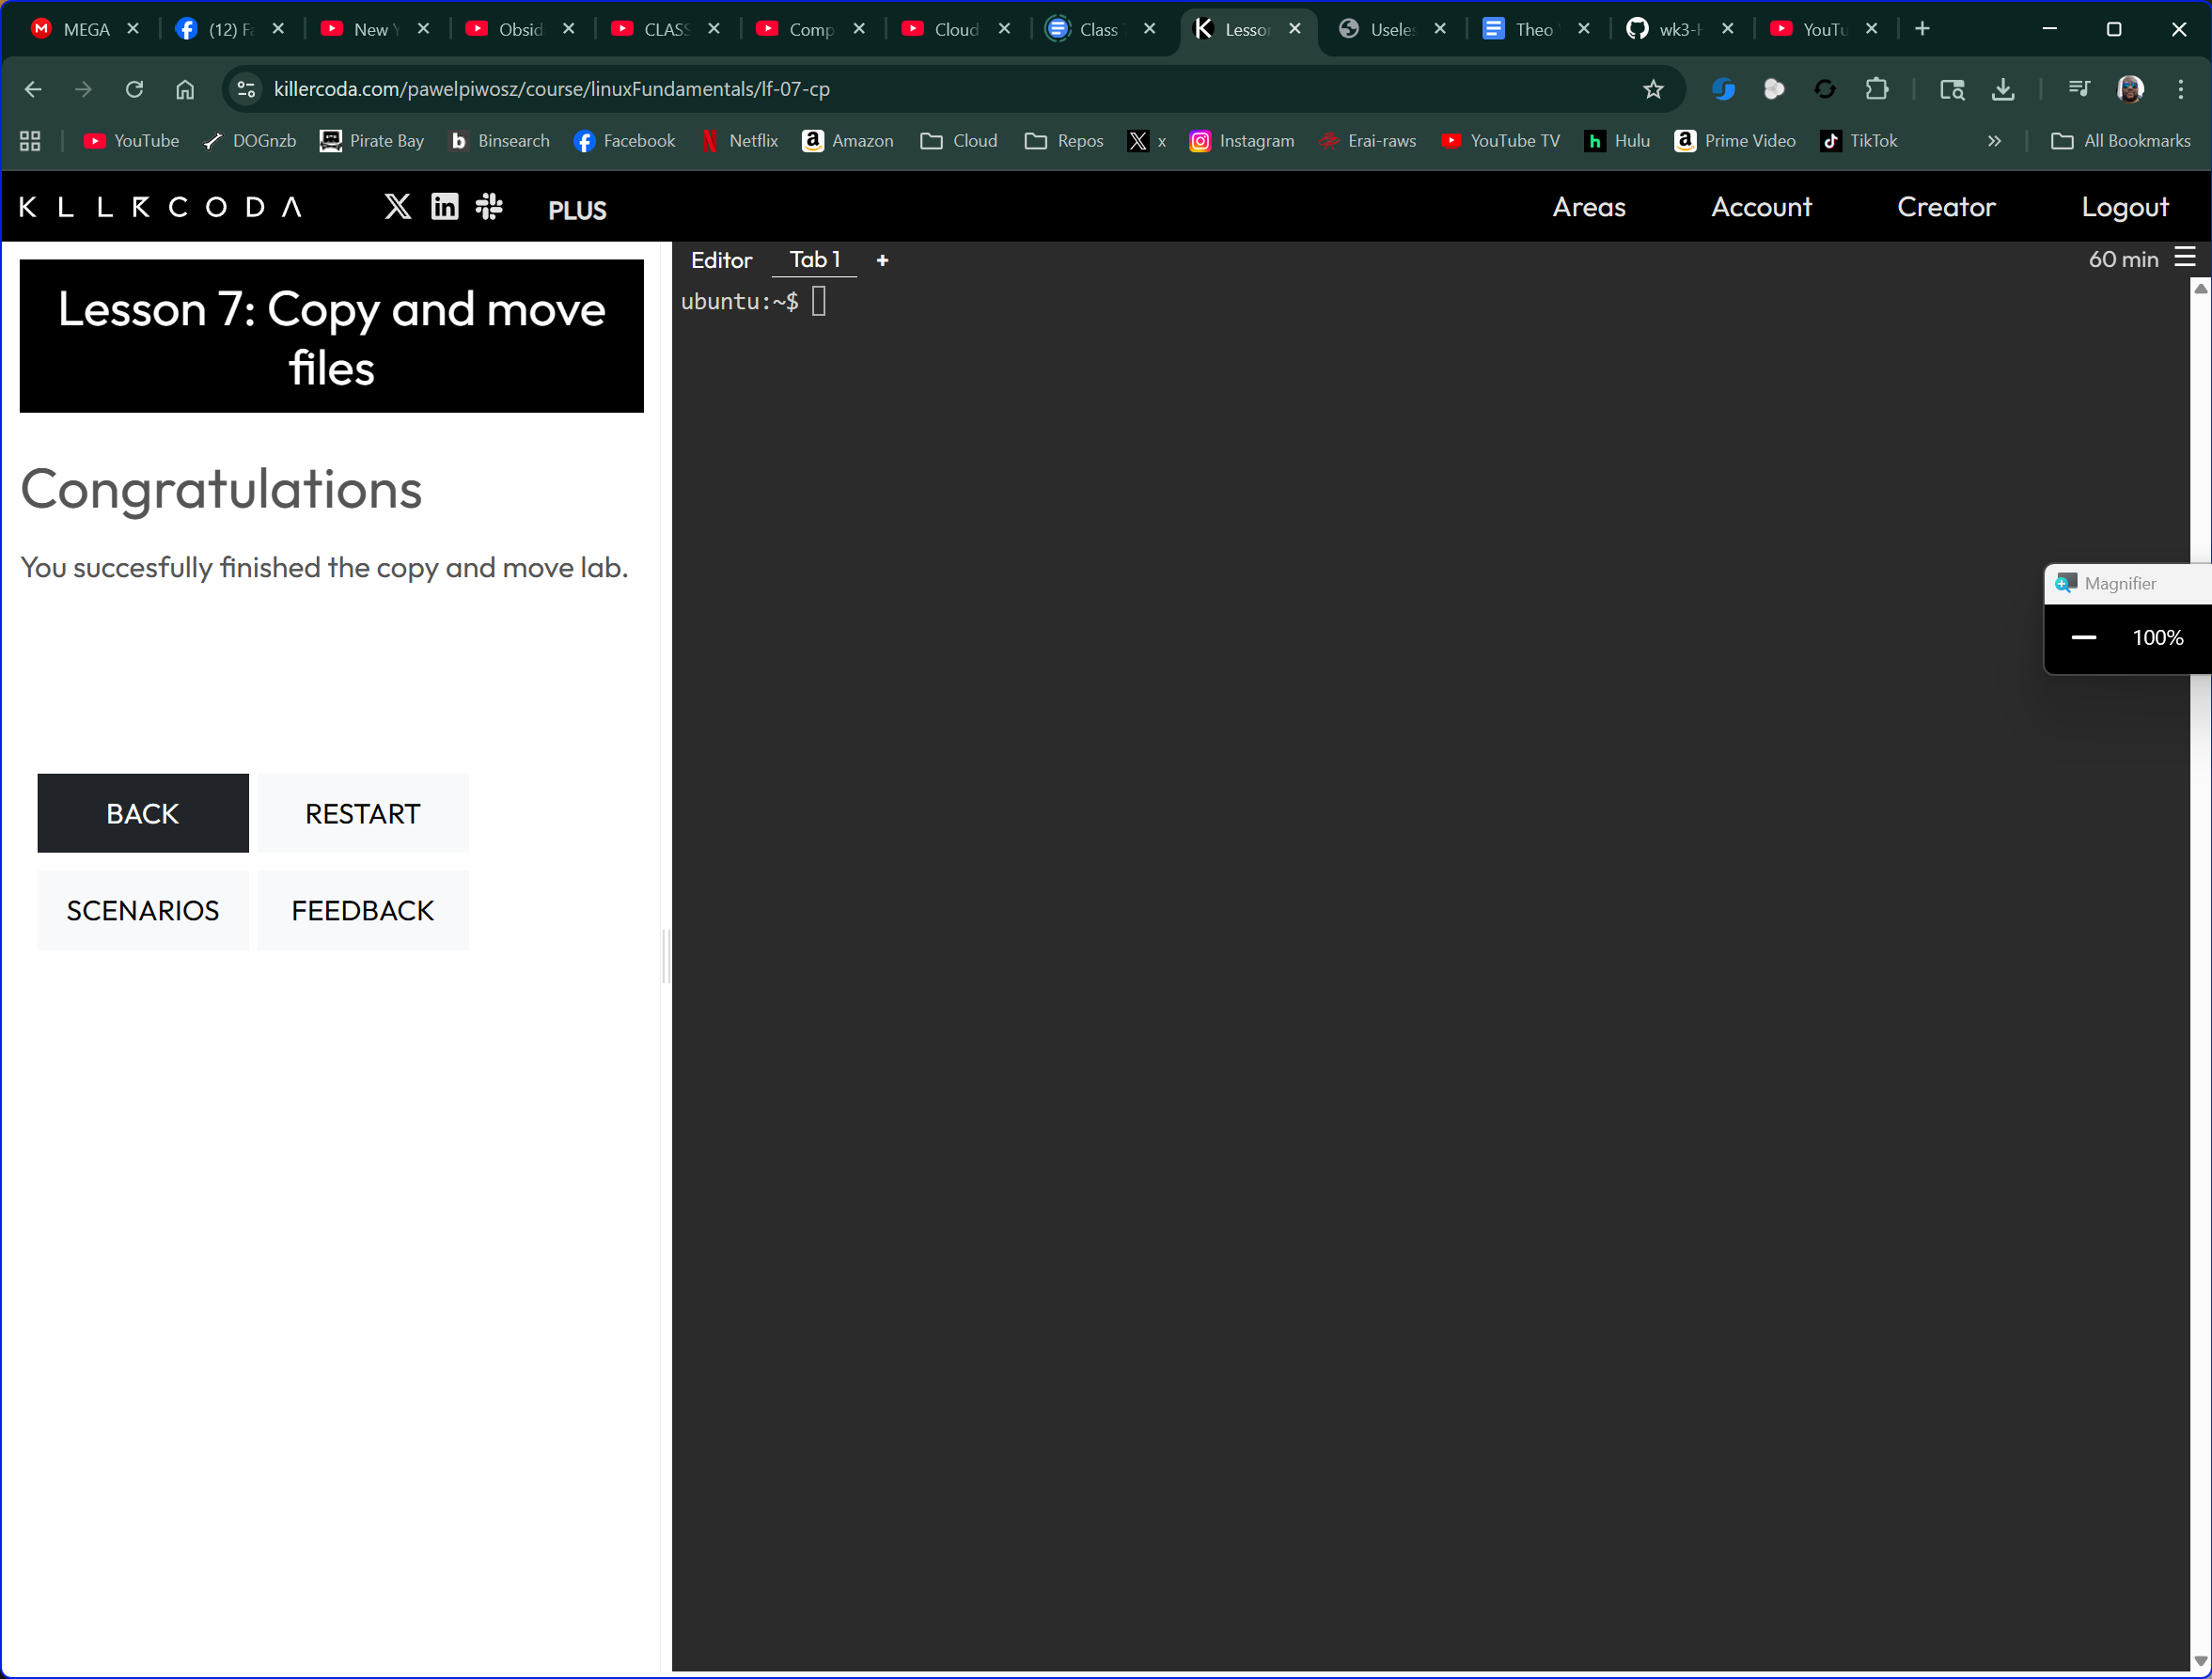 MEGA
(12) Fa
New Y
Obsid
CLASS
Comp
Cloud
Class
Lesson
Useles
Theo
wk3-H
YouTu
killercoda.com/pawelpiwosz/course/linuxFundamentals/lf-07-cp
YouTube
DOGnzb
Pirate Bay
Binsearch
Facebook
Netflix
Amazon
Cloud
Repos
x
Instagram
Erai-raws
YouTube TV
Hulu
Prime Video
TikTok
All Bookmarks
KILLERCODA
PLUS
Areas
Account
Creator
Logout
Lesson 7: Copy and move
files
Editor
Tab 1
+
60 min
ubuntu:~$
Congratulations
You succesfully finished the copy and move lab.
Magnifier
100%
BACK
RESTART
SCENARIOS
FEEDBACK